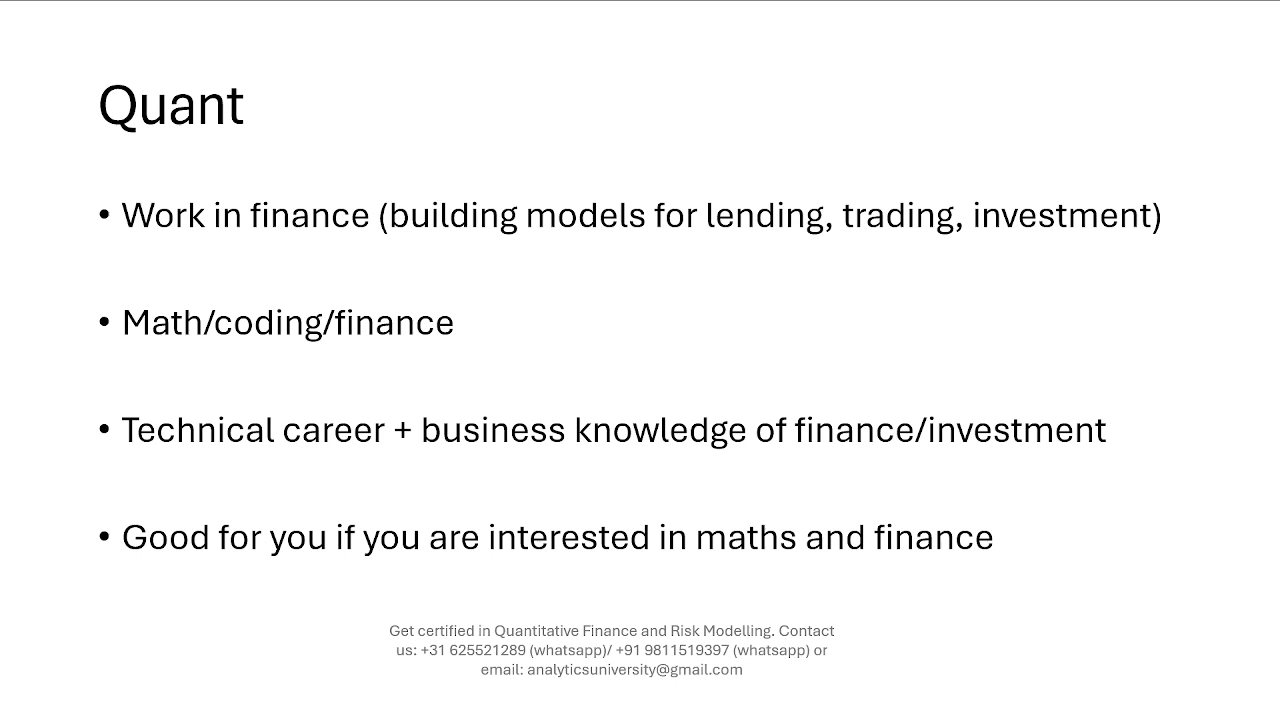 Quant
• Work in finance (building models for lending, trading, investment)
• Math/coding/finance
• Technical career + business knowledge of finance/investment
• Good for you if you are interested in maths and finance
Get certified in Quantitative Finance and Risk Modelling. Contact
us: +31 625521289 (whatsapp)/ +91 9811519397 (whatsapp) or
email: analyticsuniversity@gmail.com